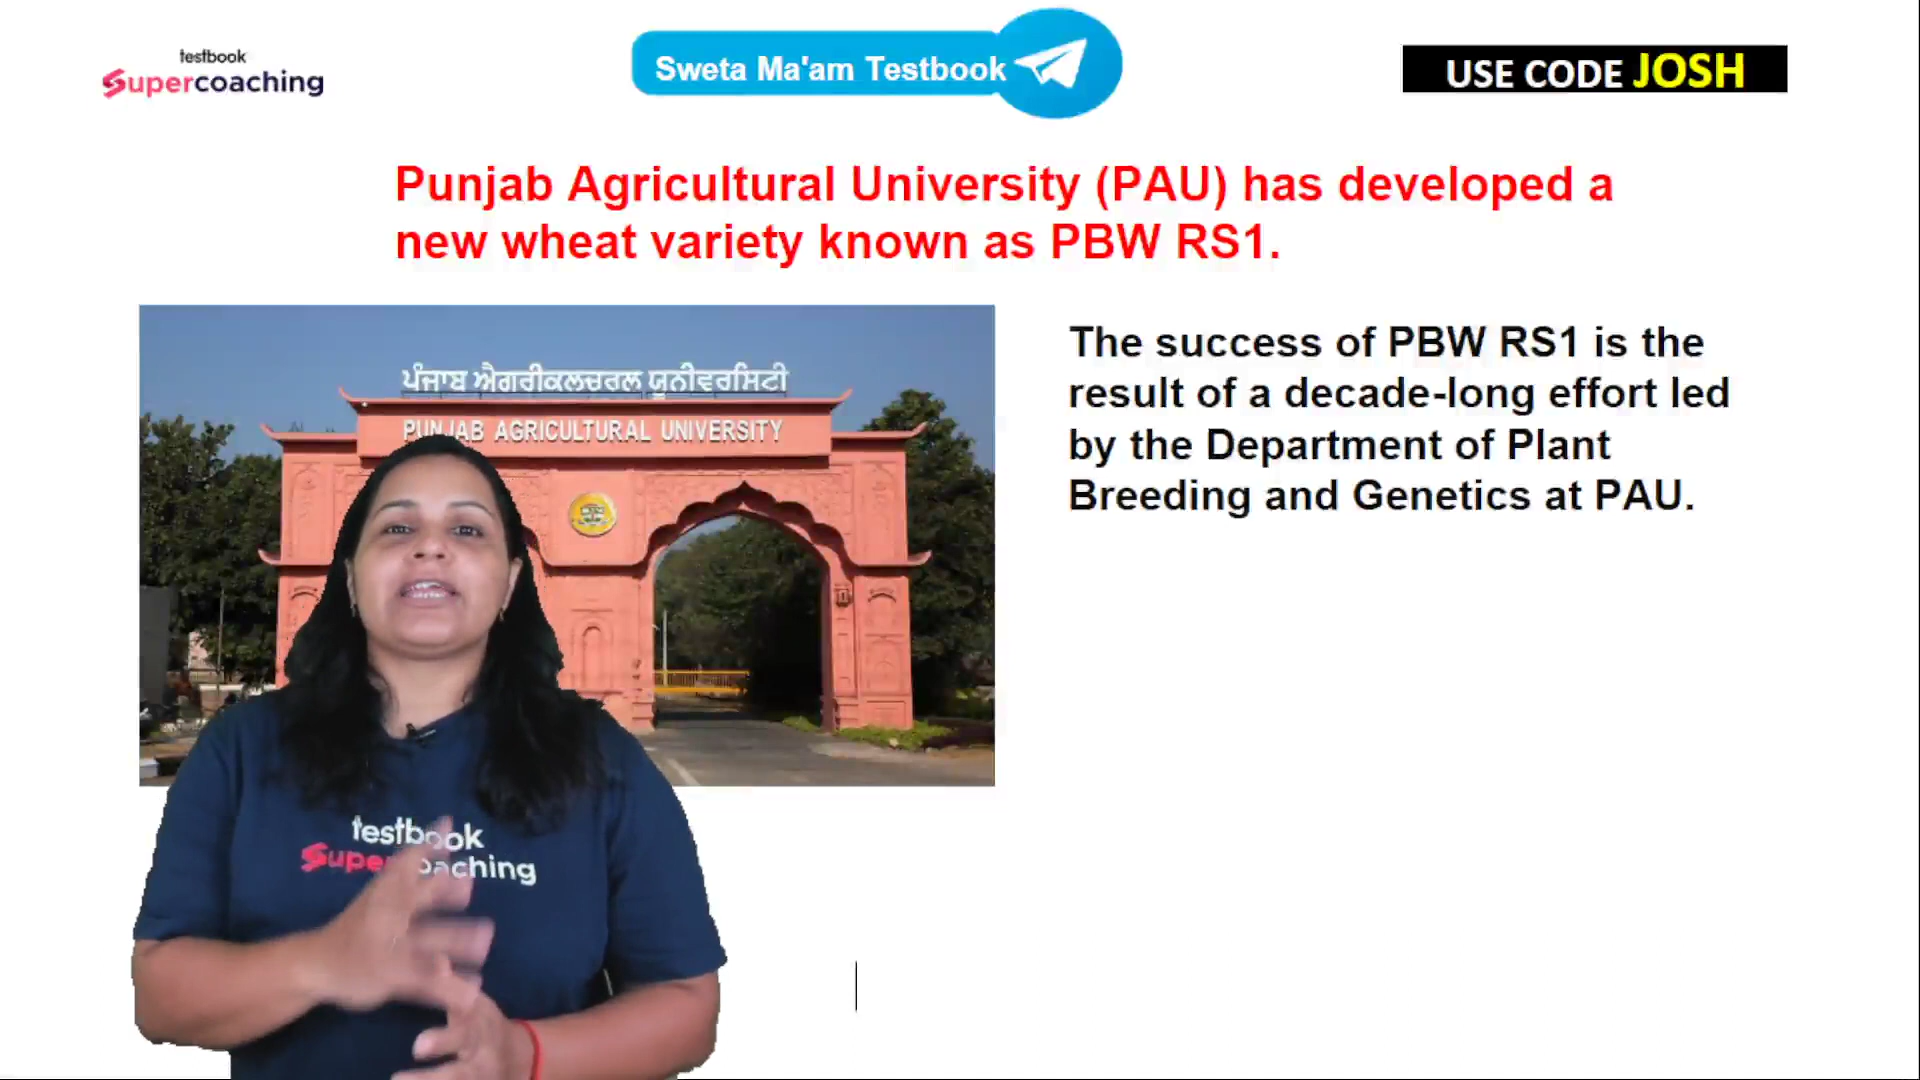 testbook
Supercoaching
Sweta Ma'am Testbook
USE CODE JOSH
Punjab Agricultural University (PAU) has developed a
new wheat variety known as PBW RS1.
ਪੰਜਾਬ ਐਗਰੀਕਲਚਰਲ ਯੂਨੀਵਰਸਿਟੀ
PUNJAB AGRICULTURAL UNIVERSITY
The success of PBW RS1 is the
result of a decade-long effort led
by the Department of Plant
Breeding and Genetics at PAU.
testbook
Supercoaching